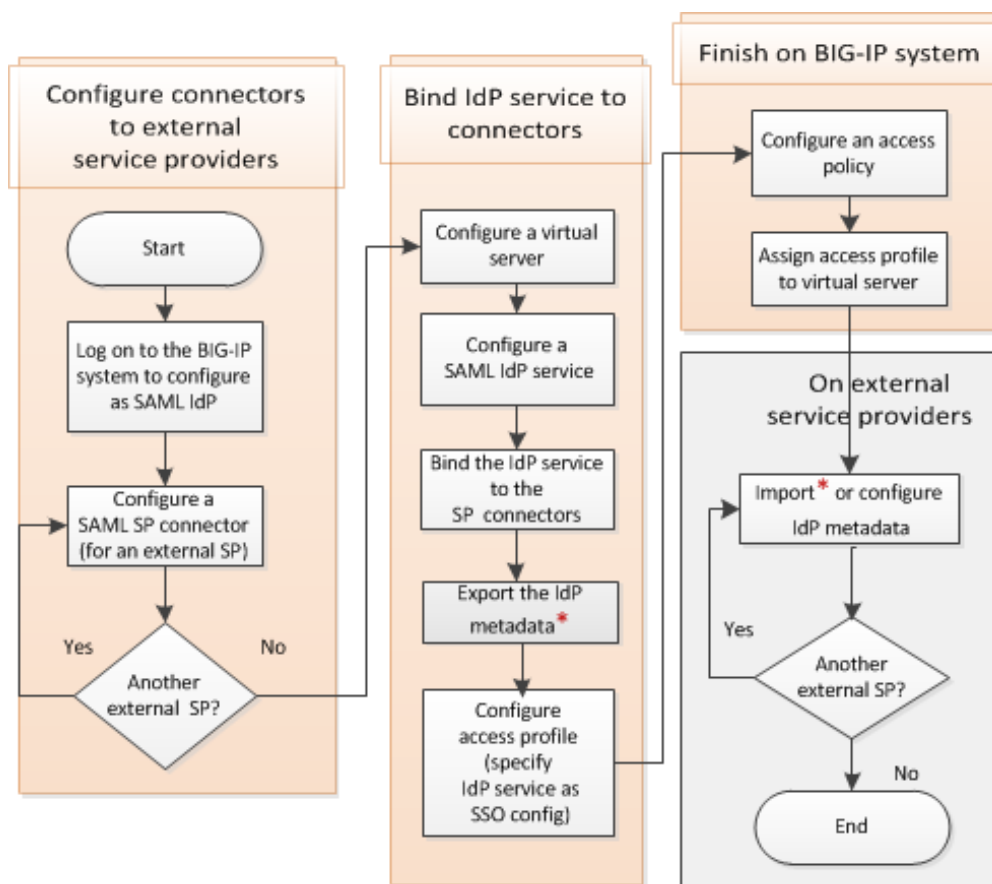 Configure connectors
to external
service providers
Start
Log on to the BIG-IP
system to configure
as SAML IdP
Configure a
SAML SP connector
(for an external SP)
Yes
No
Another
external SP?
Bind IdP service to
connectors
Configure a virtual
server
Configure a
SAML IdP service
Bind the IdP service
to the
SP connectors
Export the IdP
metadata*
Configure
access profile
(specify
IdP service as
SSO config)
Finish on BIG-IP system
Configure an access
policy
Assign access profile
to virtual server
On external
service providers
Import* or configure
IdP metadata
Yes
Another
external SP?
No
End